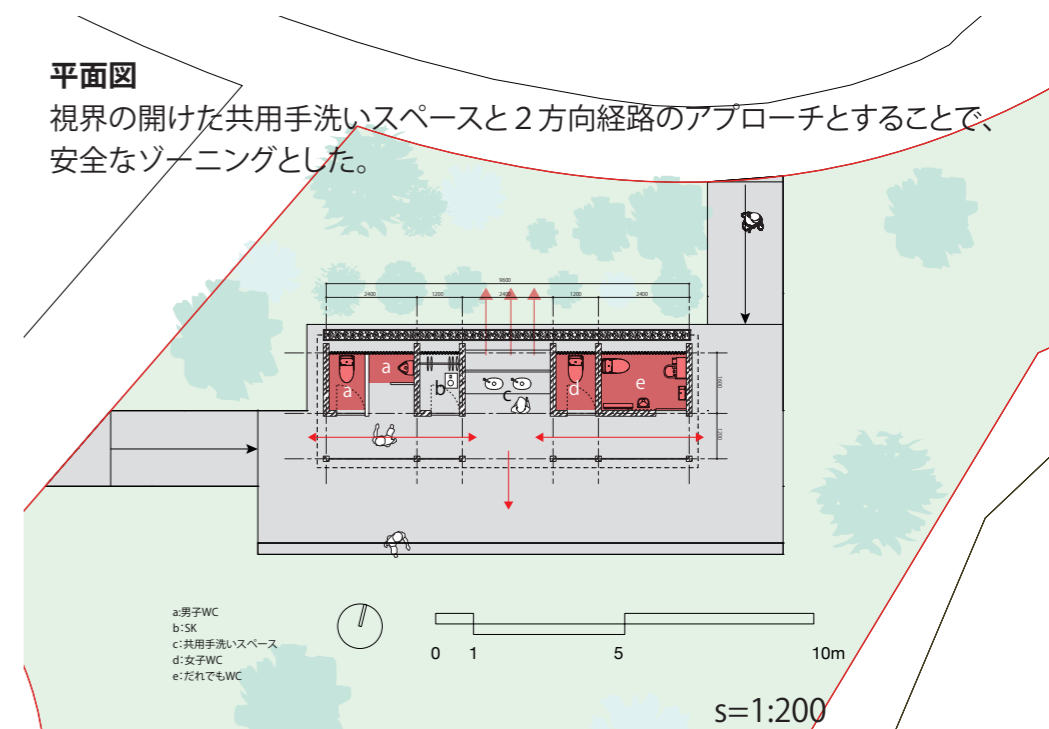 平面図
視界の開けた共用手洗いスペースと２方向経路のアプローチとすることで、
安全なゾーニングとした。
9600
2400 1200 2400 1200 2400
a a b c d e
1600
1200
a:男子WC
b:SK
c:共用手洗いスペース
d:女子WC
e:だれでもWC
0 1 5 10m
s=1:200